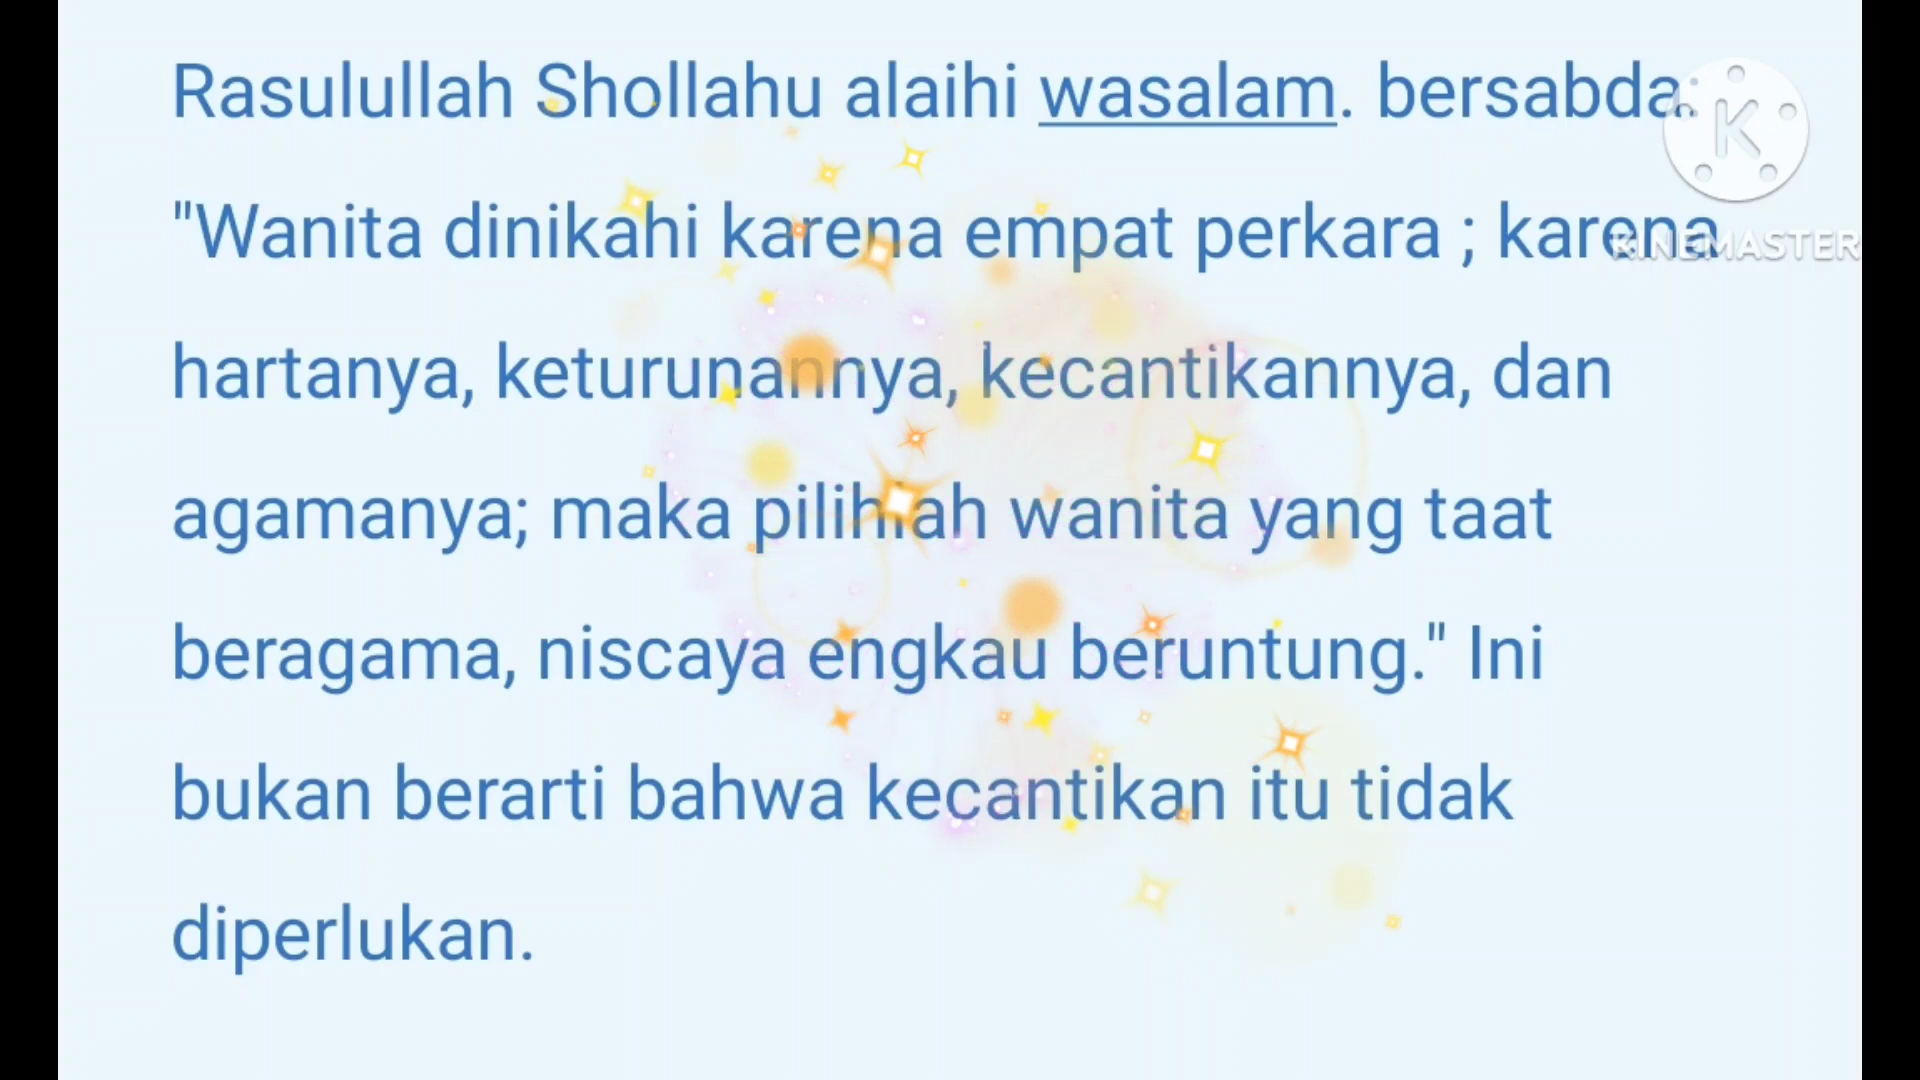 Rasulullah Shollahu alaihi wasalam. bersabda:
"Wanita dinikahi karena empat perkara ; karena
hartanya, keturunannya, kecantikannya, dan
agamanya; maka pilihlah wanita yang taat
beragama, niscaya engkau beruntung." Ini
bukan berarti bahwa kecantikan itu tidak
diperlukan.
K
KINEMASTER